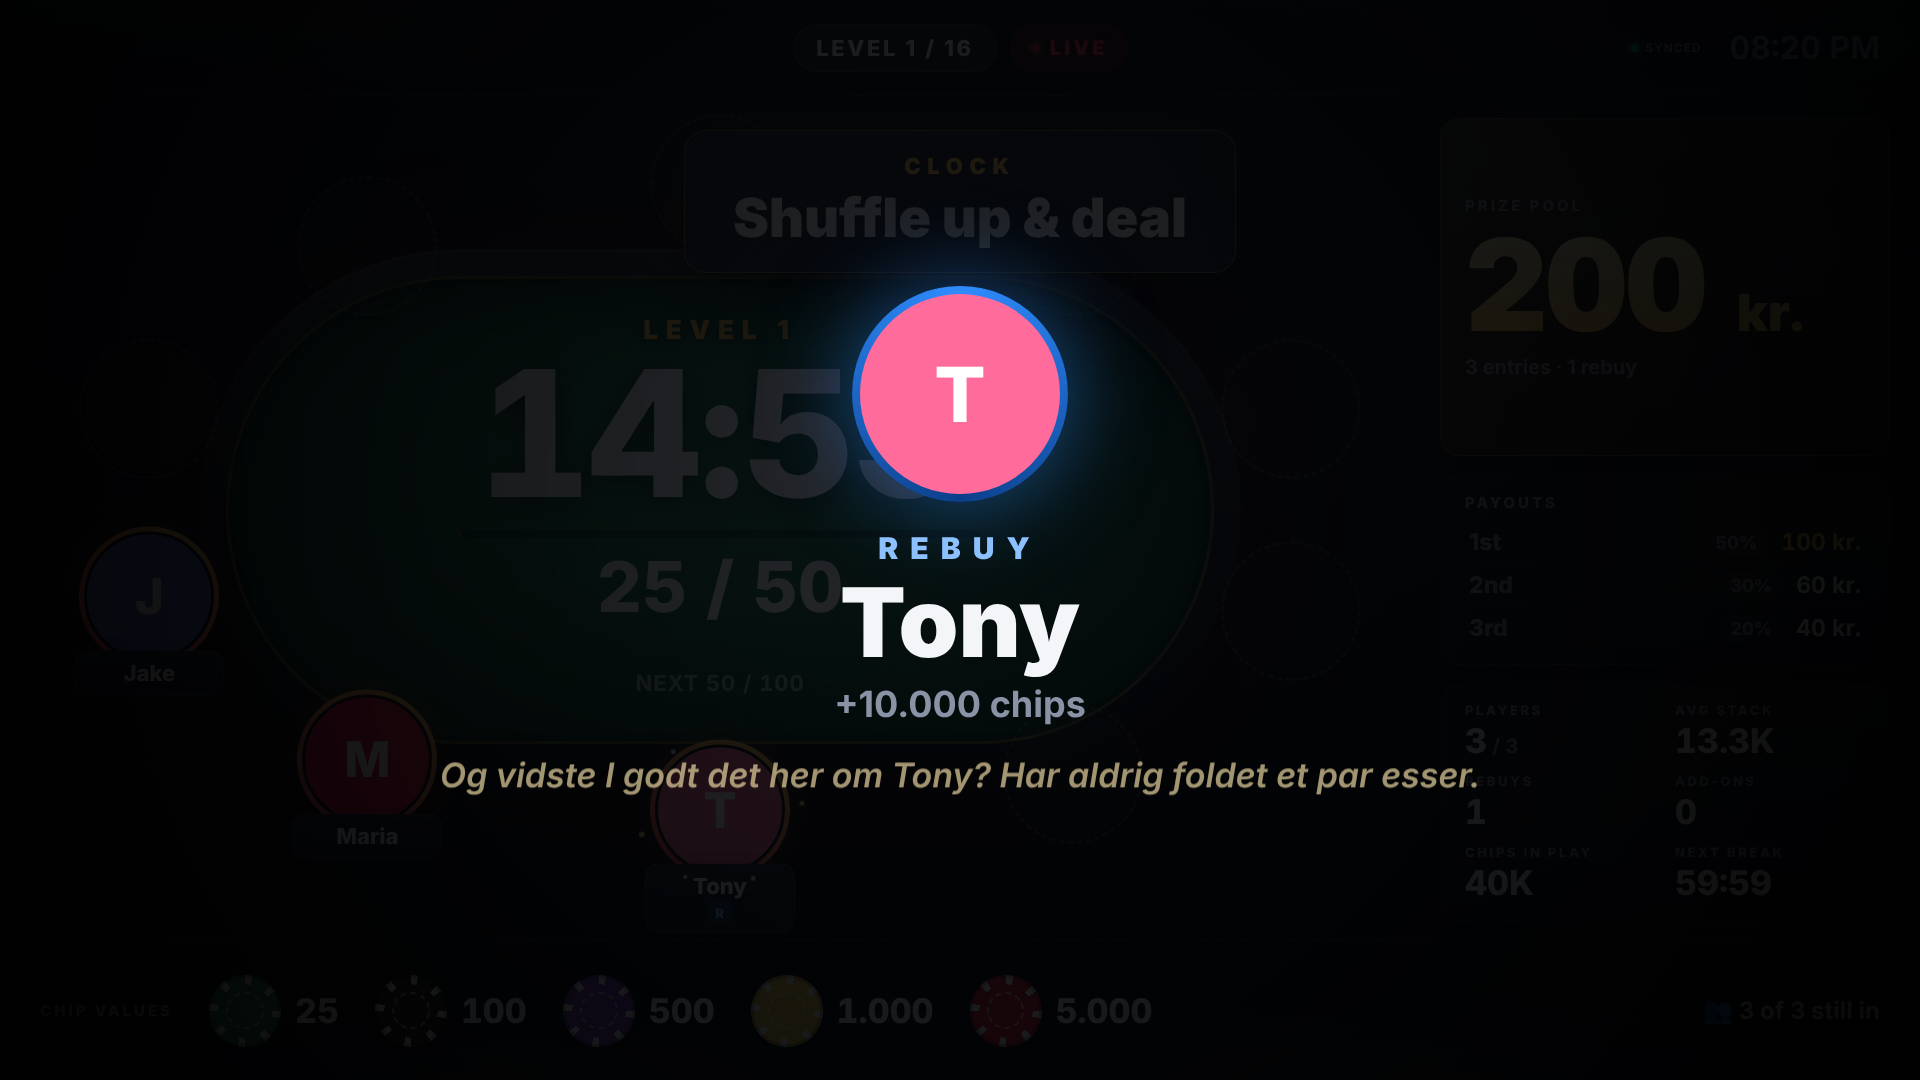 LEVEL 1 / 16
LIVE
SYNCED
08:20 PM
CLOCK
Shuffle up & deal
LEVEL 1
14:5
25 / 50
NEXT 50 / 100
T
REBUY
Tony
+10.000 chips
Og vidste I godt det her om Tony? Har aldrig foldet et par esser.
J
Jake
M
Maria
T
Tony
R
PRIZE POOL
200 kr.
3 entries · 1 rebuy
PAYOUTS
1st 50% 100 kr.
2nd 30% 60 kr.
3rd 20% 40 kr.
PLAYERS AVG STACK
3 / 3 13.3K
REBUYS ADD-ONS
1 0
CHIPS IN PLAY NEXT BREAK
40K 59:59
CHIP VALUES 25 100 500 1.000 5.000
3 of 3 still in